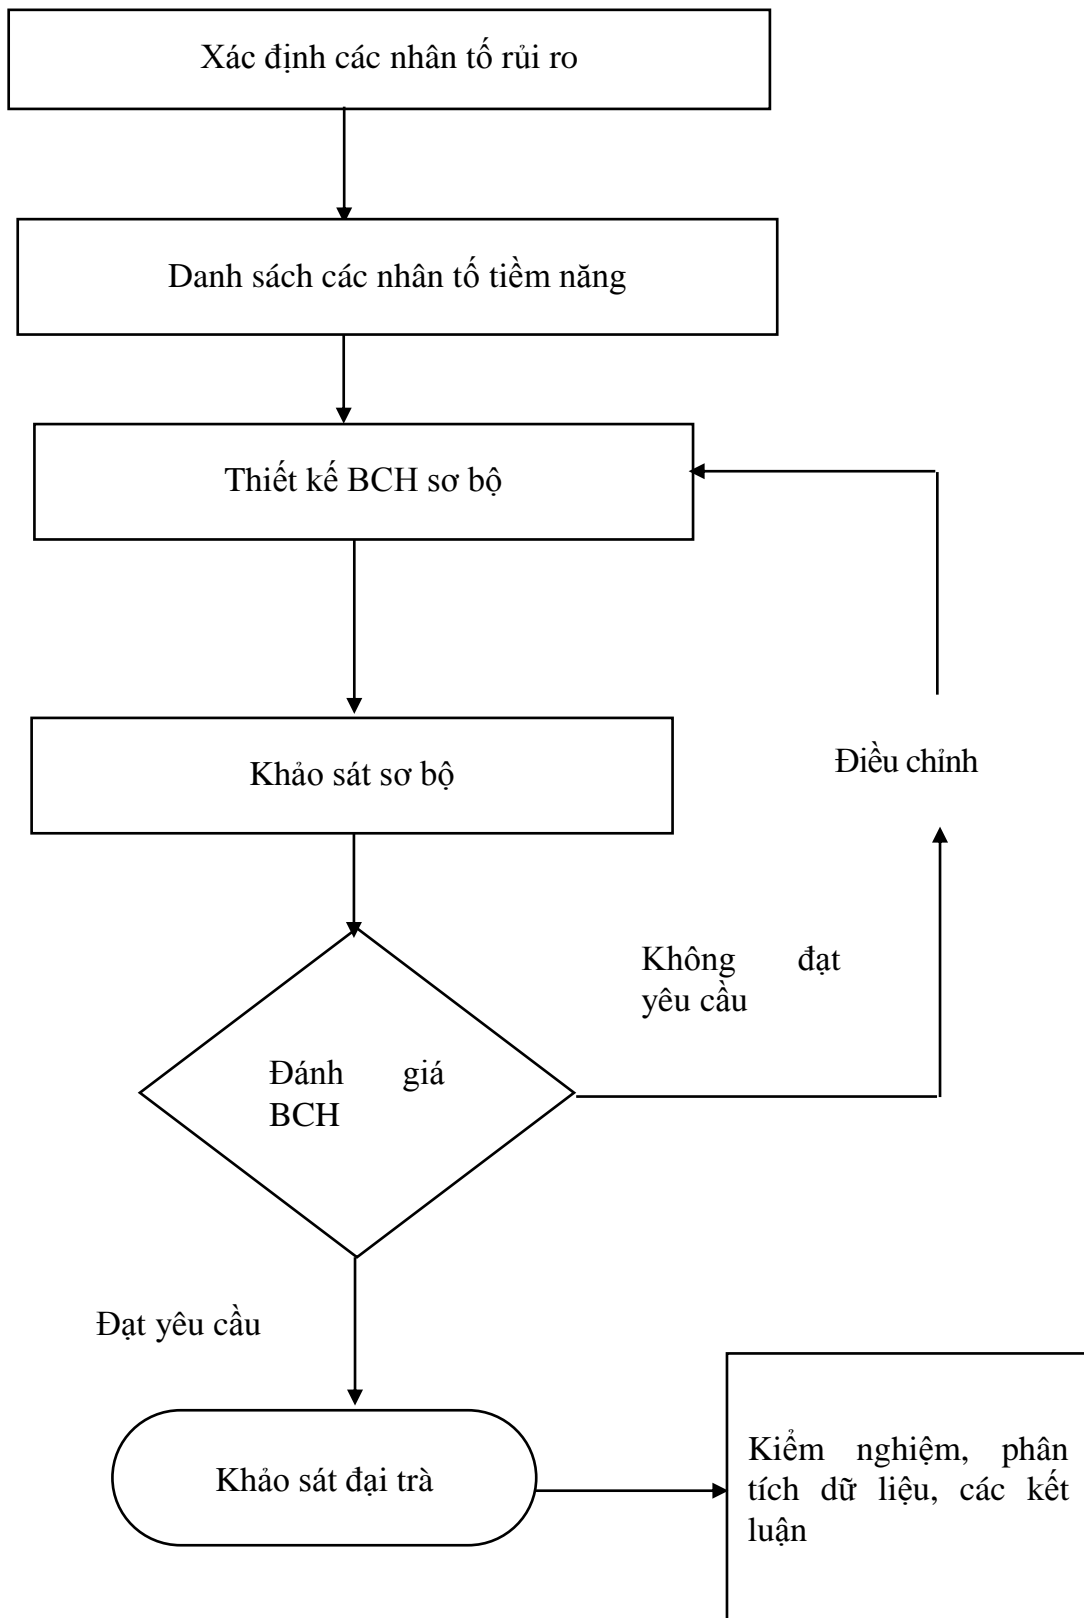 Xác định các nhân tố rủi ro
Danh sách các nhân tố tiềm năng
Thiết kế BCH sơ bộ
Khảo sát sơ bộ
Điều chỉnh
Không đạt
yêu cầu
Đánh giá
BCH
Đạt yêu cầu
Khảo sát đại trà
Kiểm nghiệm, phân
tích dữ liệu, các kết
luận